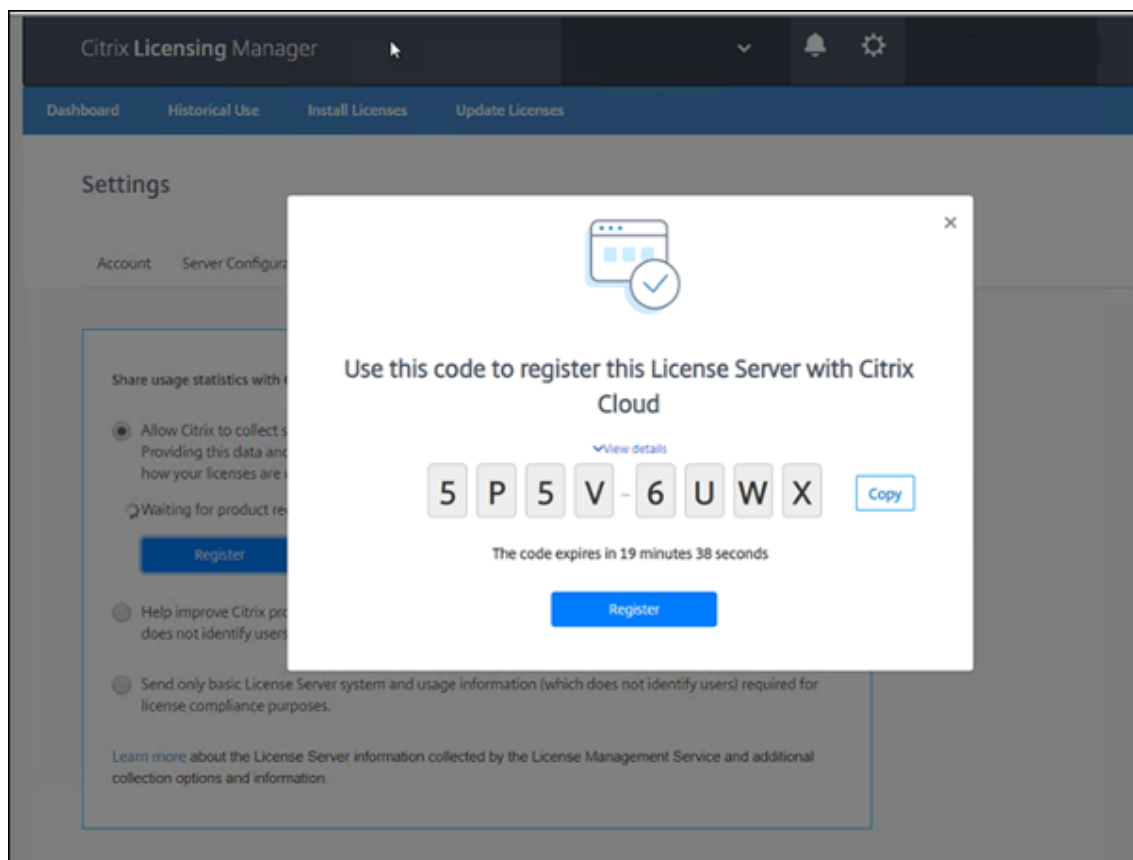 Citrix Licensing Manager
Dashboard Historical Use Install Licenses Update Licenses
Settings
Account Server Configura
Share usage statistics with
Allow Citrix to collect s
Providing this data and
how your licenses are
Waiting for product re
Register
Help improve Citrix pro
does not identify users
Send only basic License Server system and usage information (which does not identify users) required for
license compliance purposes.
Learn more about the License Server information collected by the License Management Service and additional
collection options and information.
Use this code to register this License Server with Citrix
Cloud
View details
5 P 5 V - 6 U W X Copy
The code expires in 19 minutes 38 seconds
Register